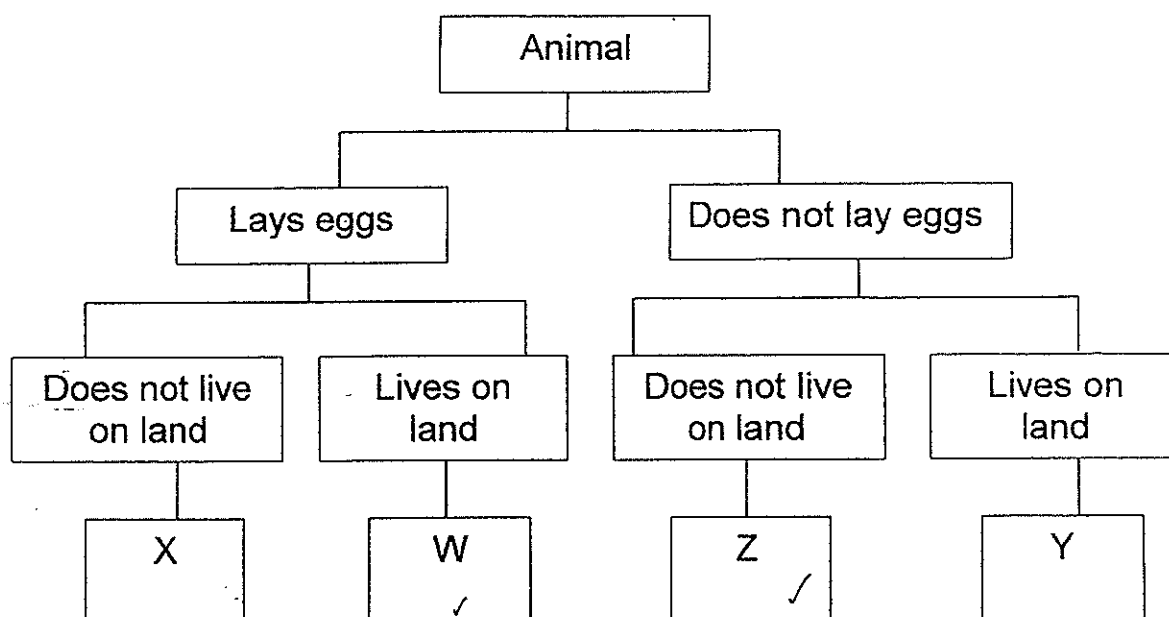 Animal
Lays eggs
Does not lay eggs
Does not live
on land
Lives on
land
Does not live
on land
Lives on
land
X
W
Z
Y